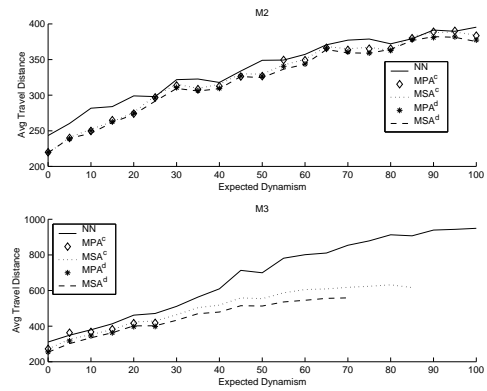 M2
Avg Travel Distance
400
350
300
250
200
0 10 20 30 40 50 60 70 80 90 100
Expected Dynamism
NN
MPA^c
MSA^c
MPA^d
MSA^d
M3
Avg Travel Distance
1000
800
600
400
200
0 10 20 30 40 50 60 70 80 90 100
Expected Dynamism
NN
MPA^c
MSA^c
MPA^d
MSA^d